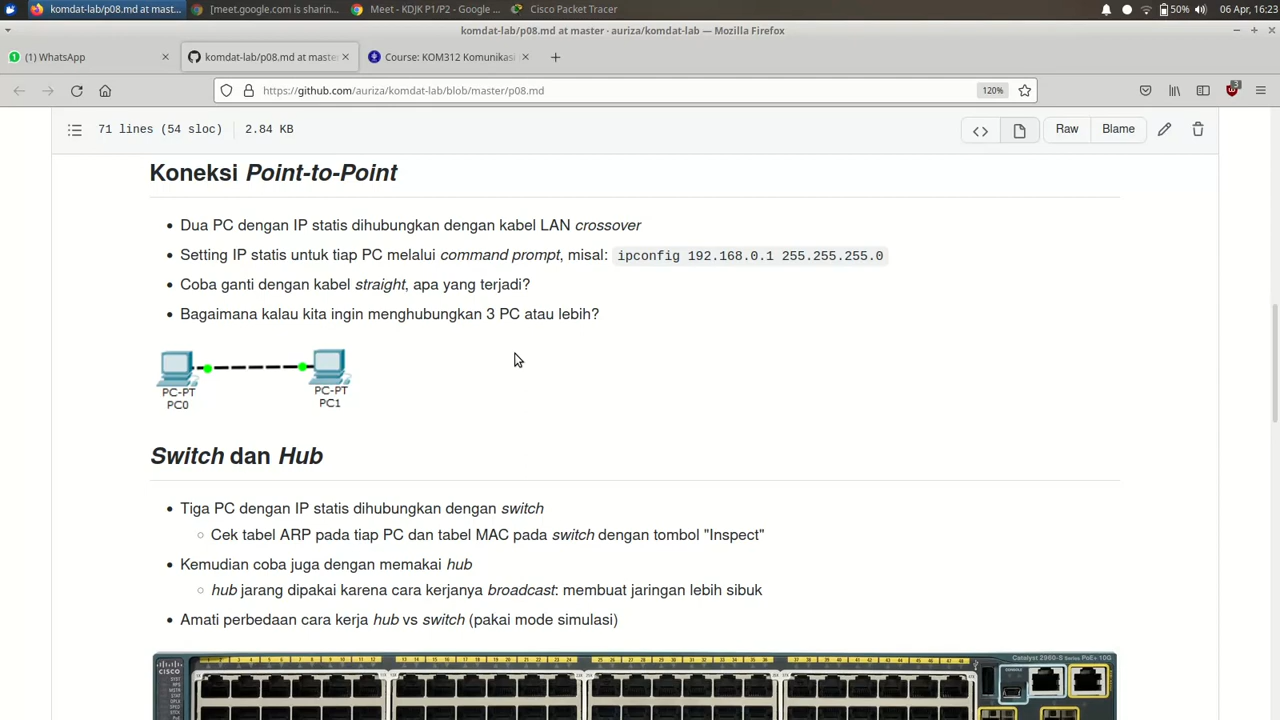 komdat-lab/p08.md at mast...
[meet.google.com is sharin...
Meet - KDJK P1/P2 - Google ...
Cisco Packet Tracer
50%
06 Apr, 16:23
komdat-lab/p08.md at master · auriza/komdat-lab — Mozilla Firefox
(1) WhatsApp
komdat-lab/p08.md at maste
Course: KOM312 Komunikasi
https://github.com/auriza/komdat-lab/blob/master/p08.md
120%
3
71 lines (54 sloc)
2.84 KB
Raw
Blame
Koneksi Point-to-Point
Dua PC dengan IP statis dihubungkan dengan kabel LAN crossover
Setting IP statis untuk tiap PC melalui command prompt, misal: ipconfig 192.168.0.1 255.255.255.0
Coba ganti dengan kabel straight, apa yang terjadi?
Bagaimana kalau kita ingin menghubungkan 3 PC atau lebih?
PC-PT
PC0
PC-PT
PC1
Switch dan Hub
Tiga PC dengan IP statis dihubungkan dengan switch
Cek tabel ARP pada tiap PC dan tabel MAC pada switch dengan tombol "Inspect"
Kemudian coba juga dengan memakai hub
hub jarang dipakai karena cara kerjanya broadcast: membuat jaringan lebih sibuk
Amati perbedaan cara kerja hub vs switch (pakai mode simulasi)
CISCO
Catalyst 2960-S Series PoE+ 10G
CONSOLE